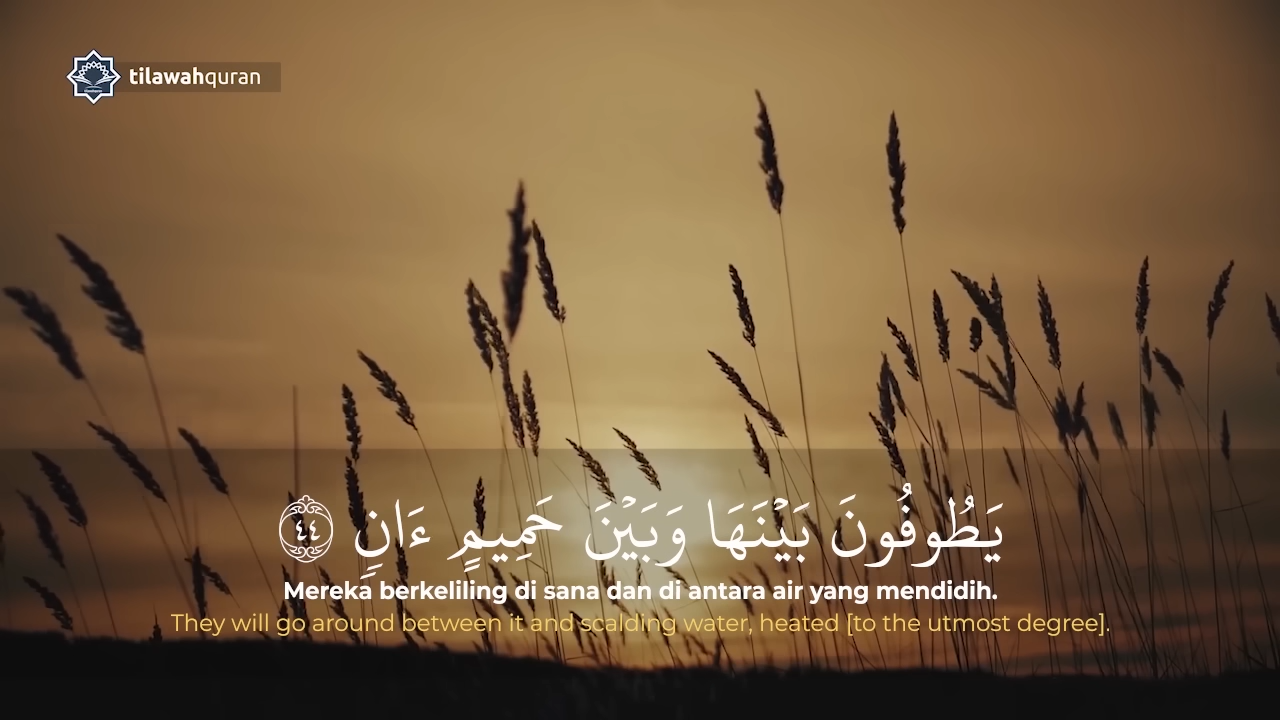 tilawahquran
يَطُوفُونَ بَيْنَهَا وَبَيْنَ حَمِيمٍ ءَانٍ ٤٤
Mereka berkeliling di sana dan di antara air yang mendidih.
They will go around between it and scalding water, heated [to the utmost degree].